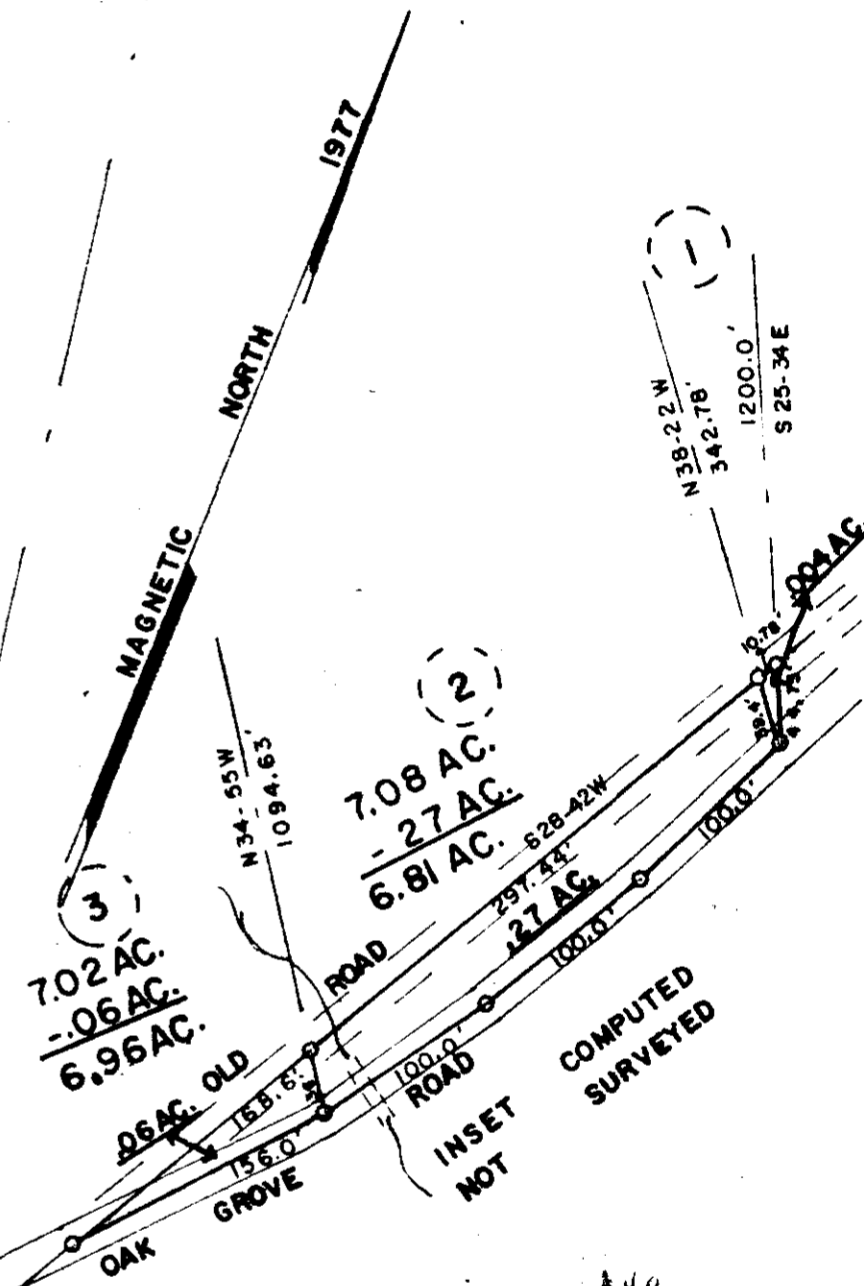 1977
NORTH
MAGNETIC
1
N38-22 W
342.78'
1200.0'
S 25-34 E
.004 AC.
10.78'
2
7.08 AC.
-.27 AC.
6.81 AC.
N34-55W
1094.63'
S28-42W
297.44'
.27 AC.
100.0'
100.0'
100.0'
3
7.02 AC.
-.06 AC.
6.96 AC.
OLD ROAD
168.6'
.06 AC.
156.0'
OAK GROVE ROAD
INSET COMPUTED
NOT SURVEYED